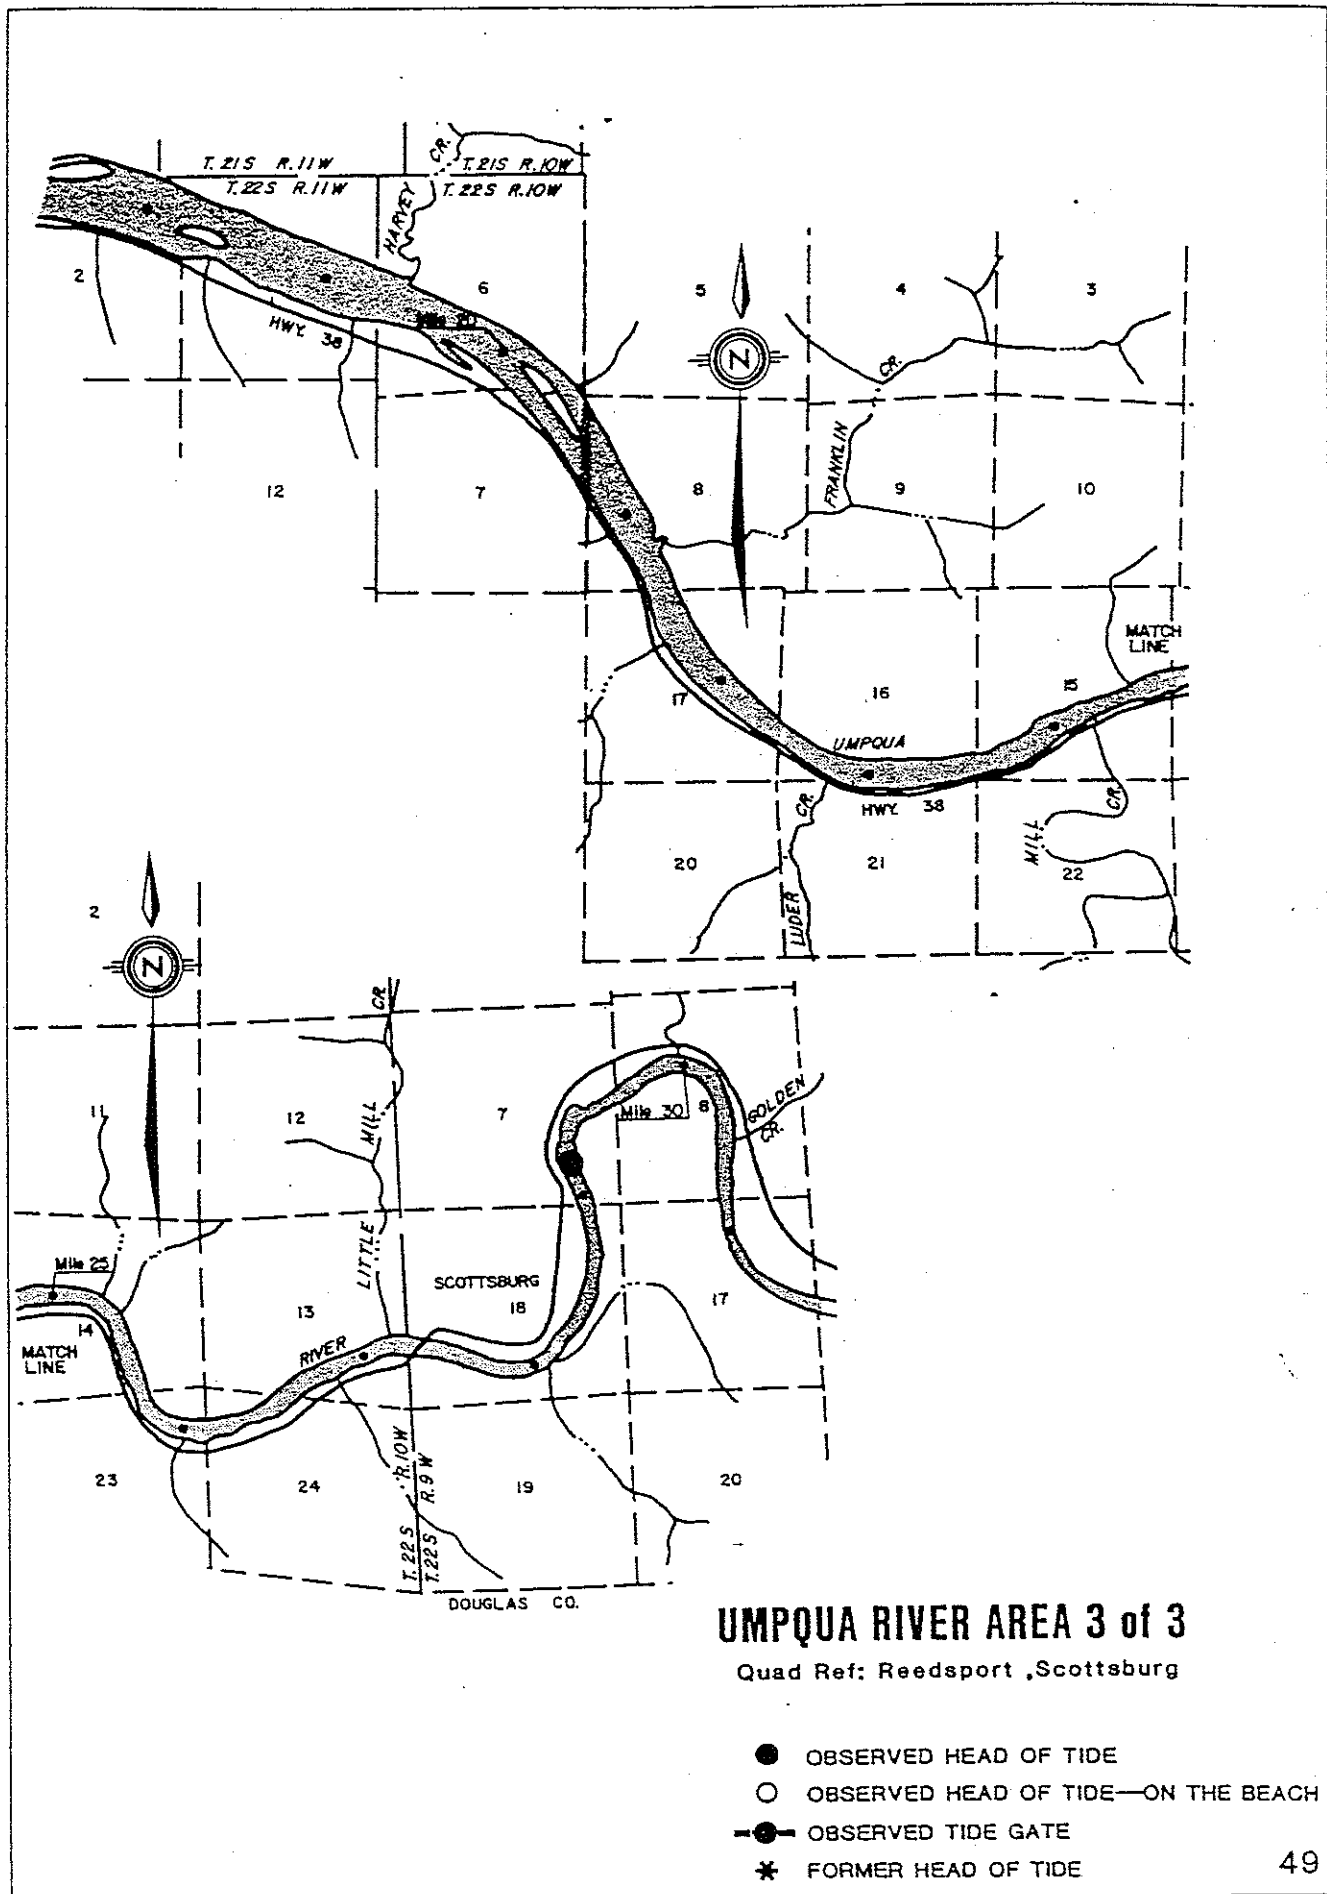 T. 21S R. 11W
T. 22S R. 11W
T. 21S R. 10W
T. 22S R. 10W
HARVEY CR.
2
6
5
4
3
HWY. 38
N
CR.
FRANKLIN
12
7
8
9
10
MATCH
LINE
17
16
UMPQUA
HWY. 38
CR.
LUDER
MILL CR.
20
21
22
2
N
CR.
11
12
7
8
Mile 30
GOLDEN
CR.
LITTLE MILL
Mile 25
SCOTTSBURG
13
18
17
14
MATCH
LINE
RIVER
23
24
19
20
R. 10W
R. 9 W
T. 22 S
T. 22S
DOUGLAS CO.
UMPQUA RIVER AREA 3 of 3
Quad Ref: Reedsport ,Scottsburg
OBSERVED HEAD OF TIDE
OBSERVED HEAD OF TIDE—ON THE BEACH
OBSERVED TIDE GATE
FORMER HEAD OF TIDE
49